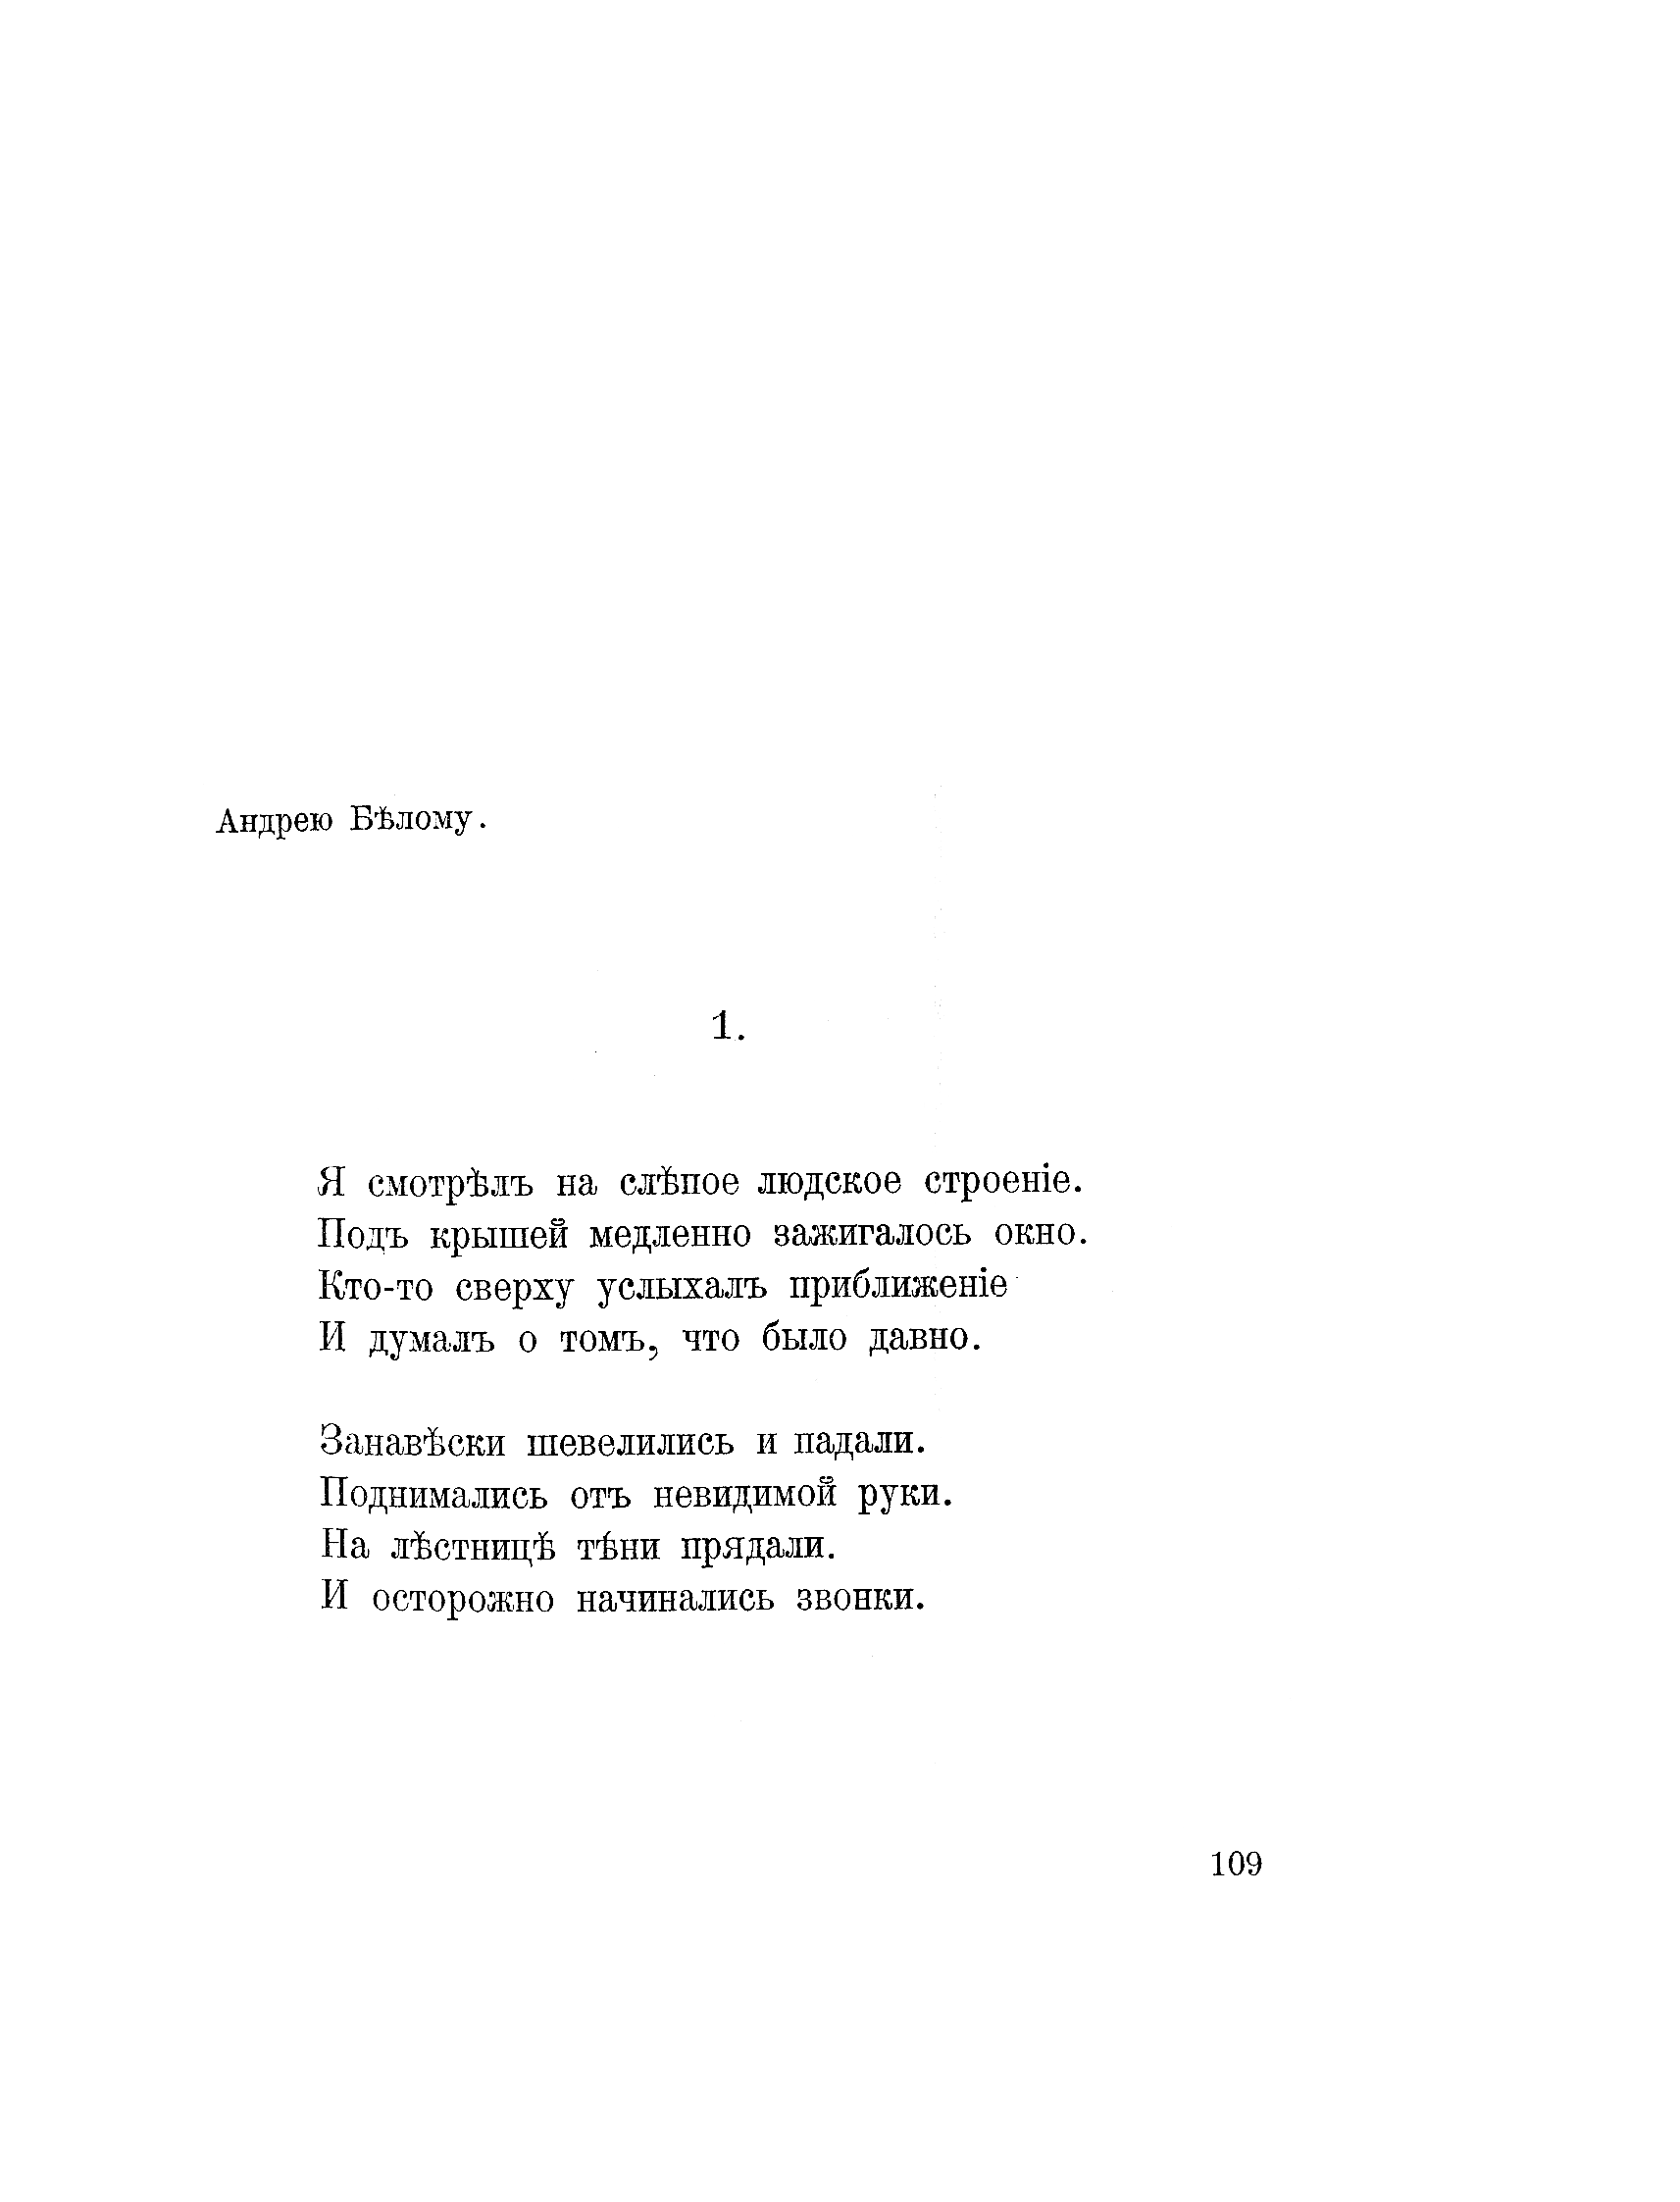 Андрею Бѣлому.
1.
Я смотрѣлъ на слѣпое людское строеніе.
Подъ крышей медленно зажигалось окно.
Кто-то сверху услыхалъ приближеніе
И думалъ о томъ, что было давно.
Занавѣски шевелились и падали.
Поднимались отъ невидимой руки.
На лѣстницѣ тѣни прядали.
И осторожно начинались звонки.
109